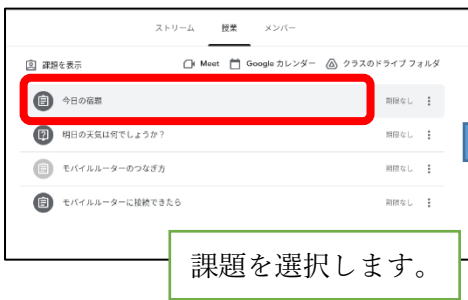 ストリーム 授業 メンバー
課題を表示 Meet Google カレンダー クラスのドライブ フォルダ
今日の宿題 期限なし
明日の天気は何でしょうか？ 期限なし
モバイルルーターのつなぎ方 期限なし
モバイルルーターに接続できたら 期限なし
課題を選択します。